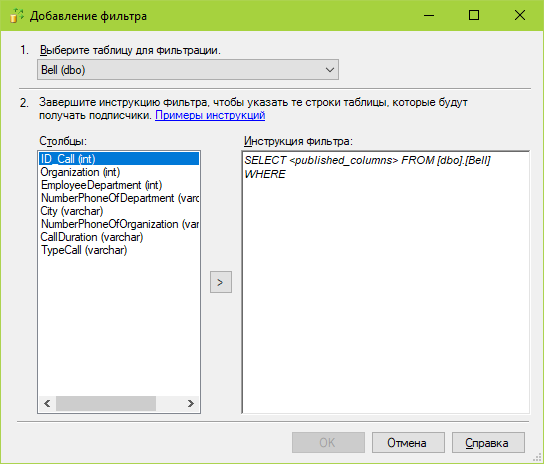 Добавление фильтра
1. Выберите таблицу для фильтрации.
Bell (dbo)
2. Завершите инструкцию фильтра, чтобы указать те строки таблицы, которые будут
получать подписчики. Примеры инструкций
Столбцы:
ID_Call (int)
Organization (int)
EmployeeDepartment (int)
NumberPhoneOfDepartment (varc
City (varchar)
NumberPhoneOfOrganization (var
CallDuration (varchar)
TypeCall (varchar)
>
Инструкция фильтра:
SELECT <published_columns> FROM [dbo].[Bell]
WHERE
OK
Отмена
Справка